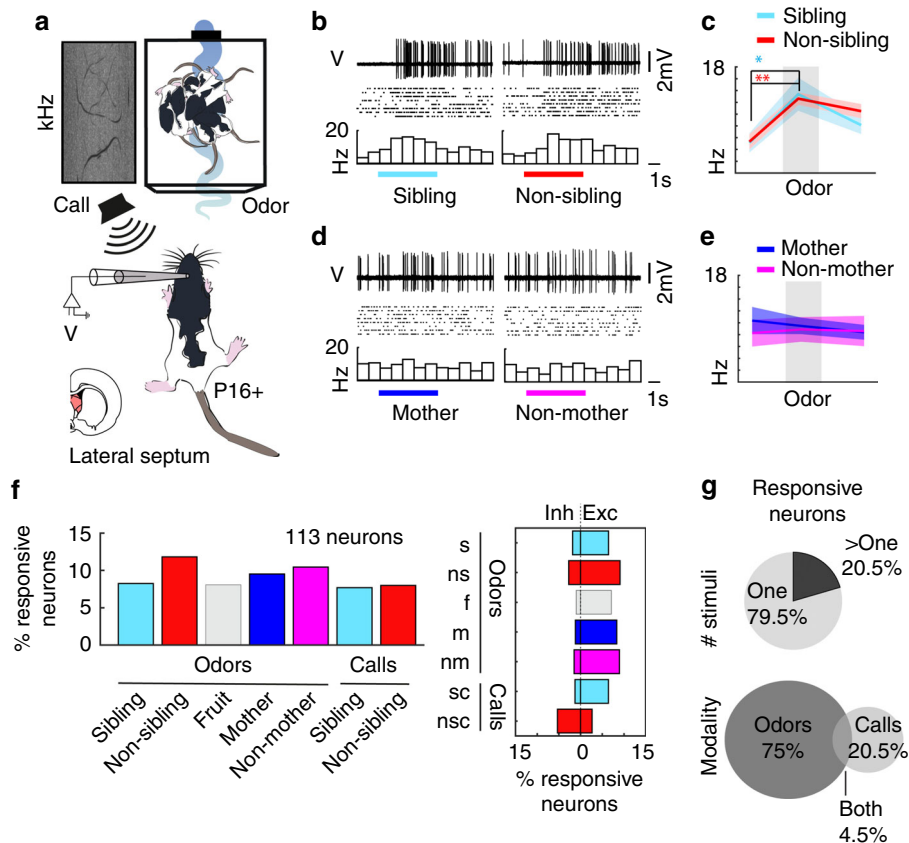 a
kHz
Call
Odor
V
P16+
Lateral septum
b
V
2mV
20
Hz
Sibling
Non-sibling
1s
c
Sibling
Non-sibling
*
**
18
Hz
Odor
d
V
2mV
20
Hz
Mother
Non-mother
1s
e
Mother
Non-mother
18
Hz
Odor
f
% responsive
neurons
15
10
5
0
113 neurons
Odors
Calls
Sibling
Non-sibling
Fruit
Mother
Non-mother
Sibling
Non-sibling
Inh Exc
s
ns
f
m
nm
sc
nsc
Odors
Calls
15 0 15
% responsive
neurons
g
Responsive
neurons
# stimuli
>One
20.5%
One
79.5%
Modality
Odors
75%
Calls
20.5%
Both
4.5%